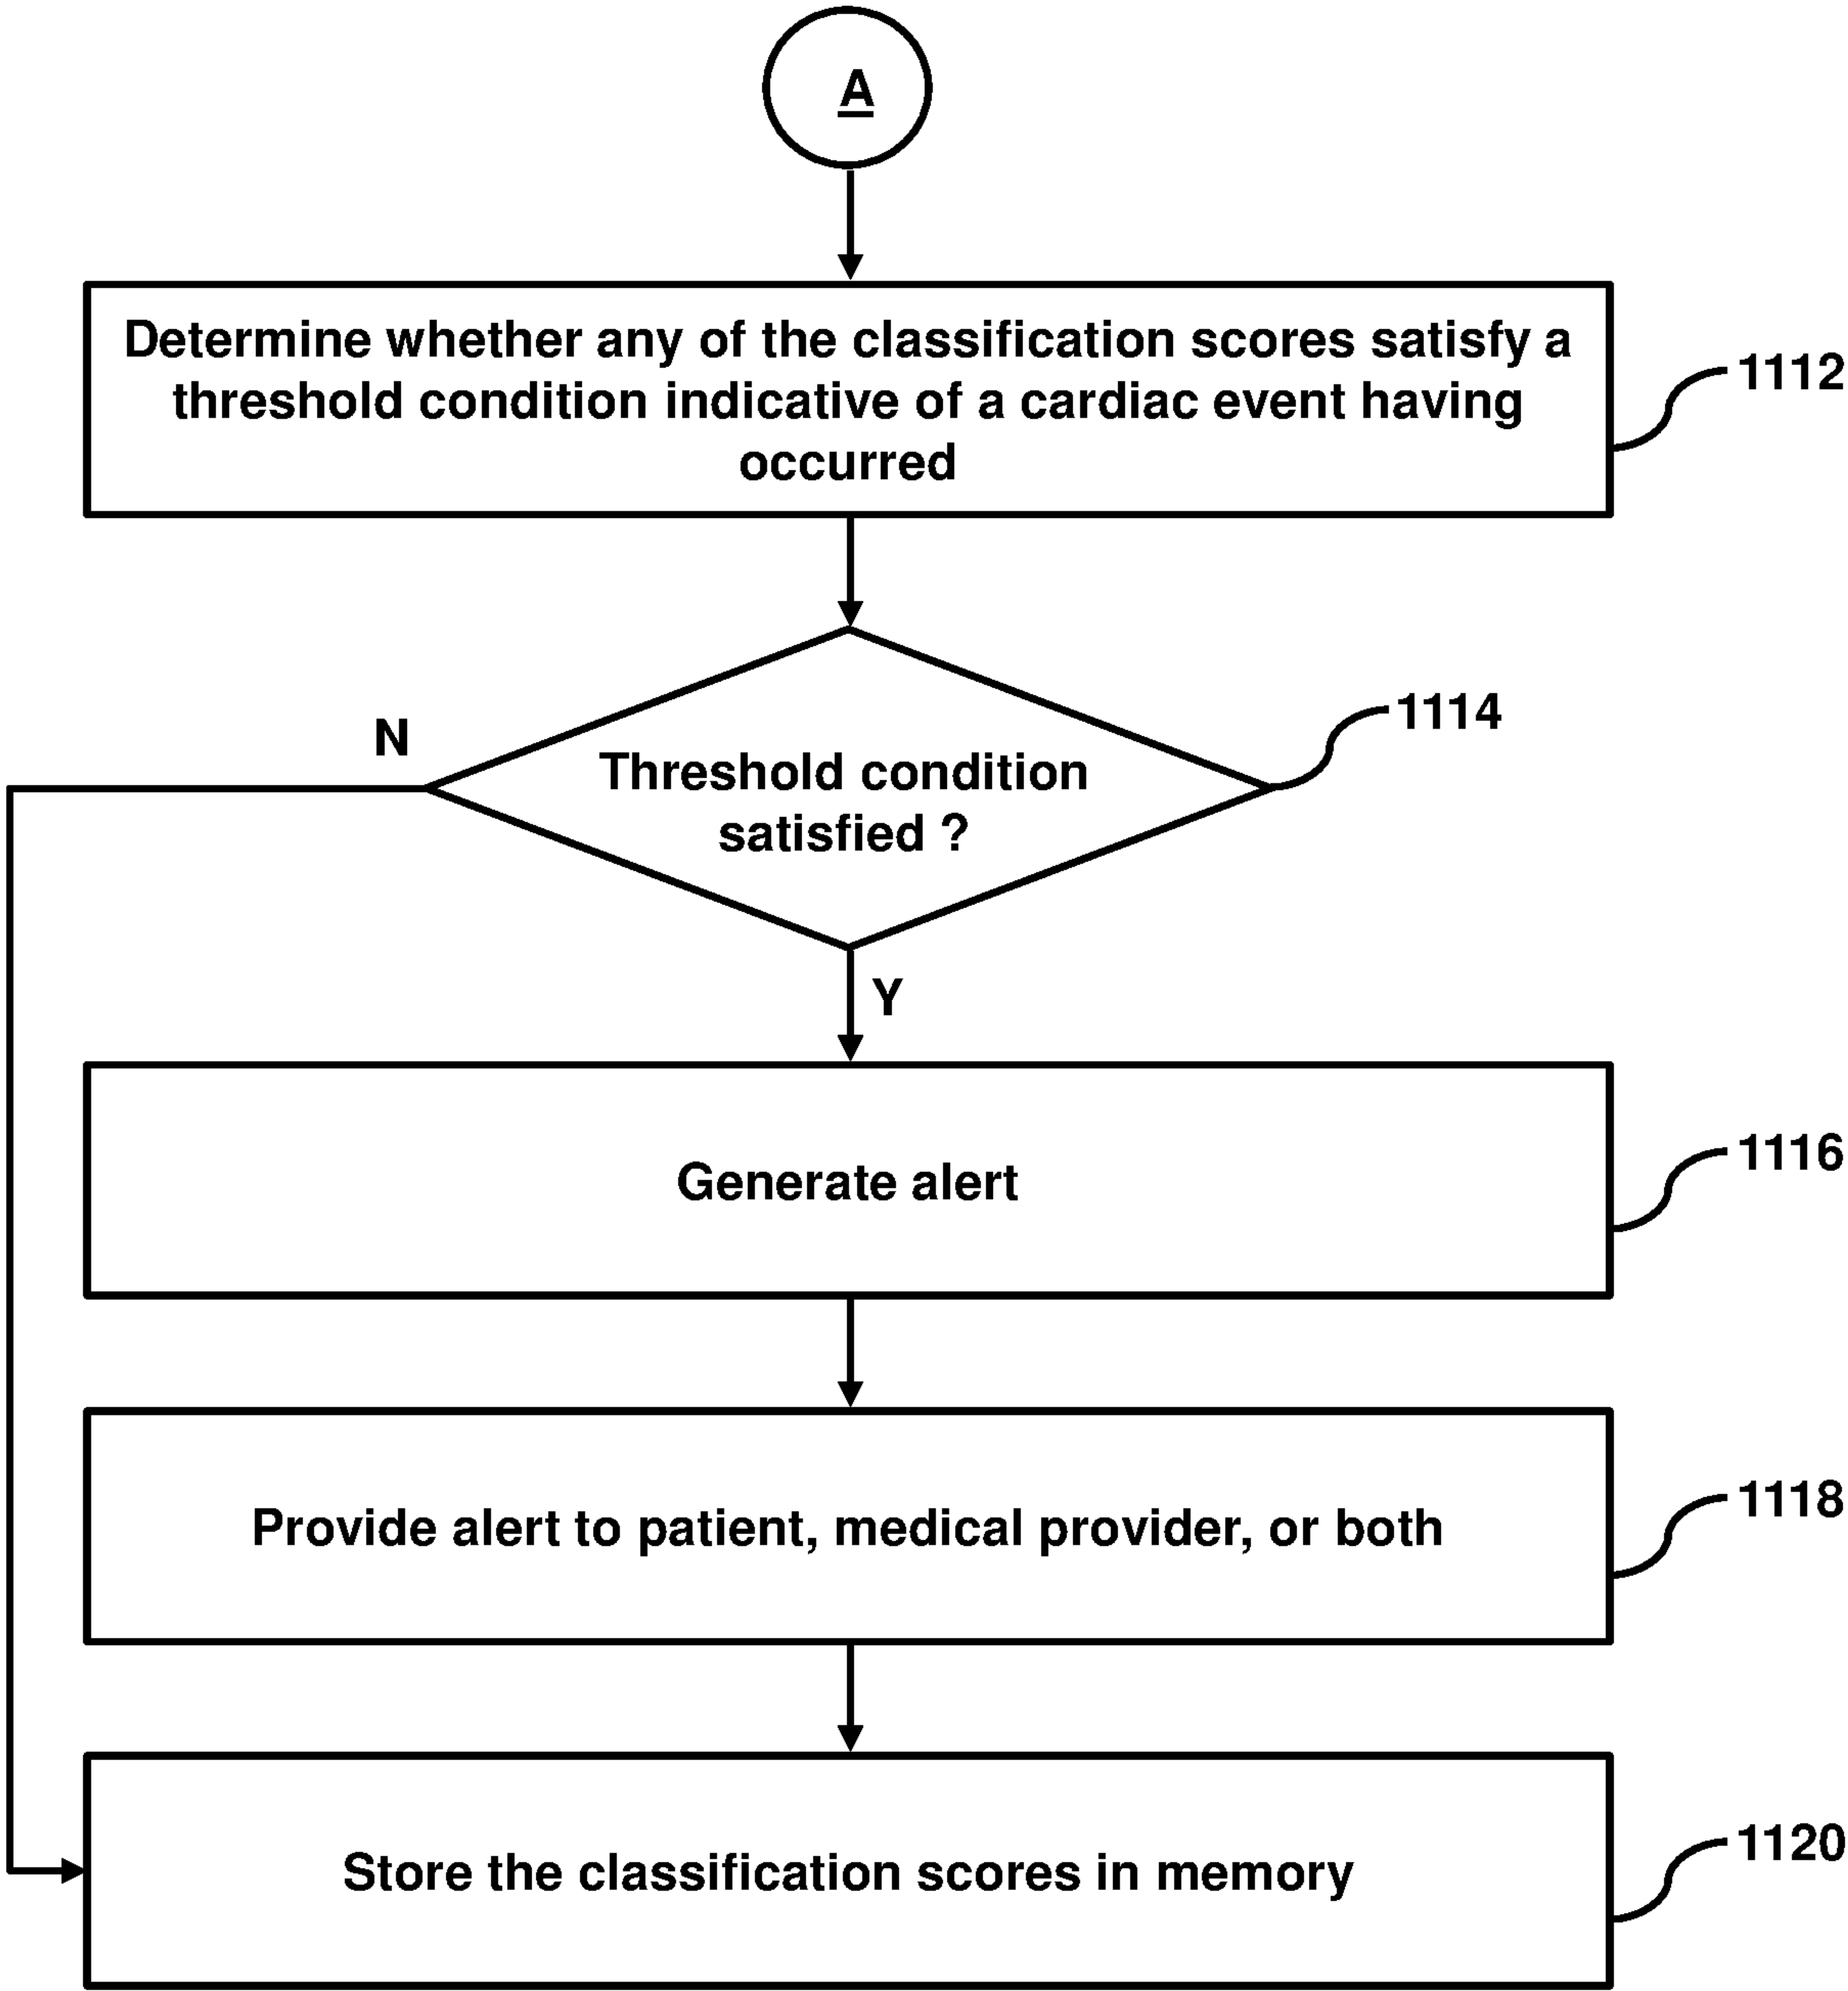 A
Determine whether any of the classification scores satisfy a
threshold condition indicative of a cardiac event having
occurred
1112
N
Threshold condition
satisfied ?
1114
Y
Generate alert
1116
Provide alert to patient, medical provider, or both
1118
Store the classification scores in memory
1120